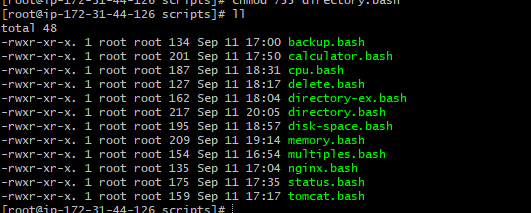 [root@ip-172-31-44-126 scripts]# chmod 755 directory.bash
[root@ip-172-31-44-126 scripts]# ll
total 48
-rwxr-xr-x. 1 root root 134 Sep 11 17:00 backup.bash
-rwxr-xr-x. 1 root root 201 Sep 11 17:50 calculator.bash
-rwxr-xr-x. 1 root root 187 Sep 11 18:31 cpu.bash
-rwxr-xr-x. 1 root root 127 Sep 11 18:17 delete.bash
-rwxr-xr-x. 1 root root 162 Sep 11 18:04 directory-ex.bash
-rwxr-xr-x. 1 root root 217 Sep 11 20:05 directory.bash
-rwxr-xr-x. 1 root root 195 Sep 11 18:57 disk-space.bash
-rwxr-xr-x. 1 root root 209 Sep 11 19:14 memory.bash
-rwxr-xr-x. 1 root root 154 Sep 11 16:54 multiples.bash
-rwxr-xr-x. 1 root root 135 Sep 11 17:04 nginx.bash
-rwxr-xr-x. 1 root root 175 Sep 11 17:35 status.bash
-rwxr-xr-x. 1 root root 159 Sep 11 17:17 tomcat.bash
[root@ip-172-31-44-126 scripts]#